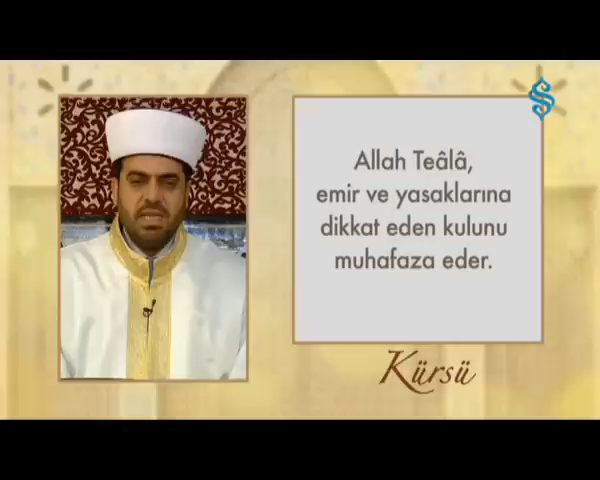 Allah Teâlâ,
emir ve yasaklarına
dikkat eden kulunu
muhafaza eder.
Kürsü